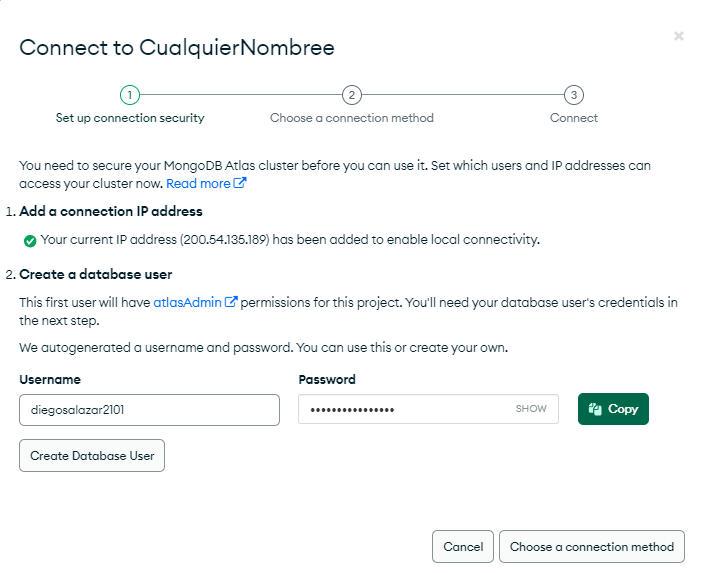 Connect to CualquierNombree
×
1
2
3
Set up connection security
Choose a connection method
Connect
You need to secure your MongoDB Atlas cluster before you can use it. Set which users and IP addresses can
access your cluster now. Read more
1. Add a connection IP address
Your current IP address (200.54.135.189) has been added to enable local connectivity.
2. Create a database user
This first user will have atlasAdmin permissions for this project. You'll need your database user's credentials in
the next step.
We autogenerated a username and password. You can use this or create your own.
Username
Password
diegosalazar2101
•••••••••••••••• SHOW
Copy
Create Database User
Cancel
Choose a connection method